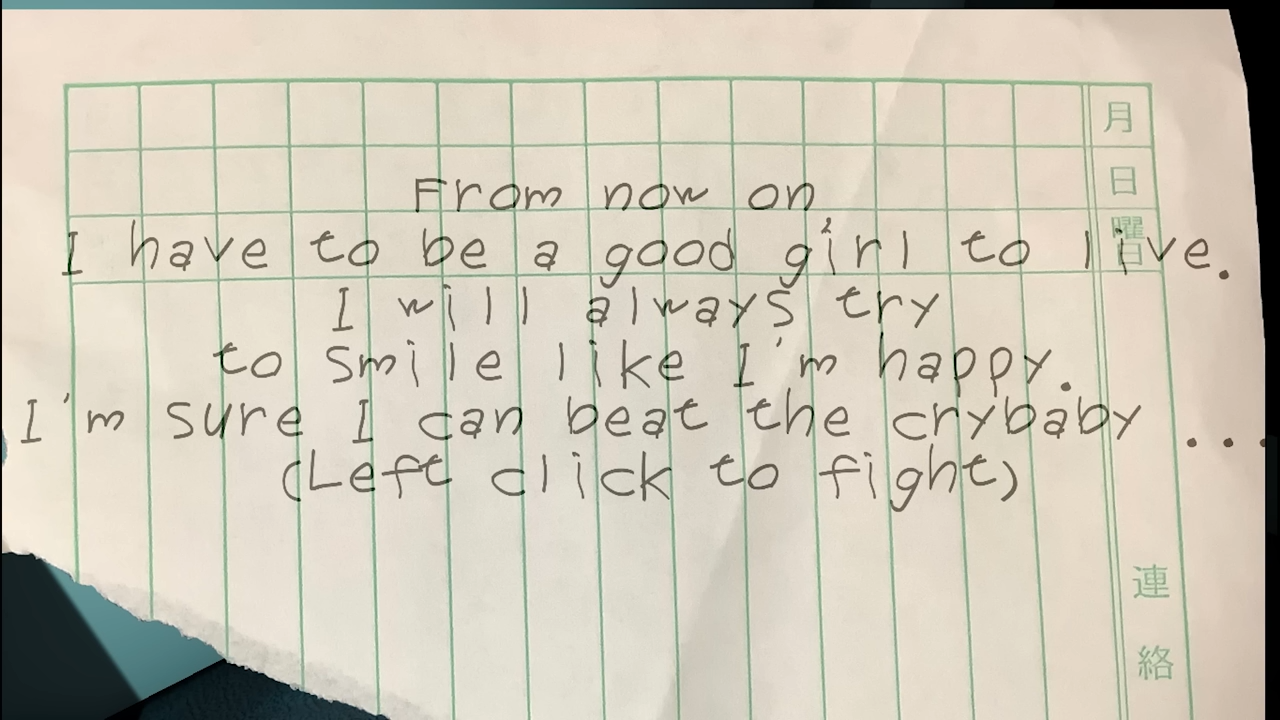 From now on
I have to be a good girl to live.
I will always try
to smile like I'm happy.
I'm sure I can beat the crybaby ...
(Left click to fight)
月
日
曜日
連絡